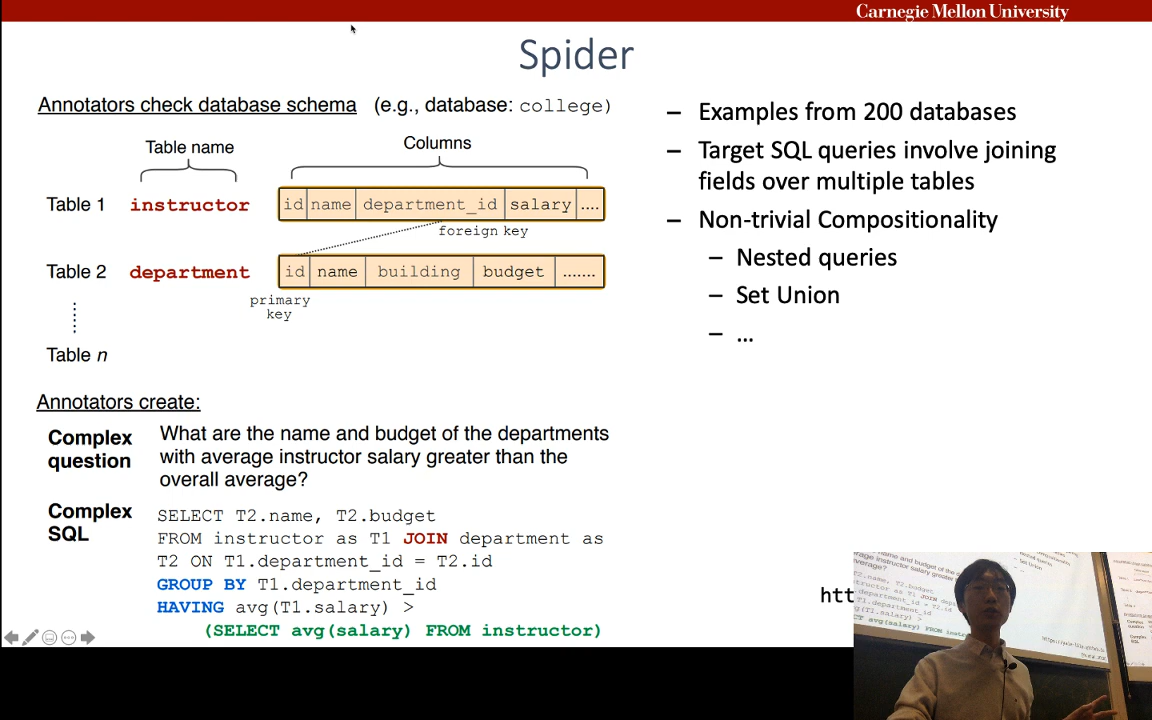 Carnegie Mellon University
Spider
Annotators check database schema (e.g., database: college)
Table name
Columns
Table 1 instructor id name department_id salary ....
foreign key
Table 2 department id name building budget .......
primary
key
Table n
Annotators create:
Complex
question
What are the name and budget of the departments
with average instructor salary greater than the
overall average?
Complex
SQL
SELECT T2.name, T2.budget
FROM instructor as T1 JOIN department as
T2 ON T1.department_id = T2.id
GROUP BY T1.department_id
HAVING avg(T1.salary) >
(SELECT avg(salary) FROM instructor)
– Examples from 200 databases
– Target SQL queries involve joining
fields over multiple tables
– Non-trivial Compositionality
– Nested queries
– Set Union
– ...
htt